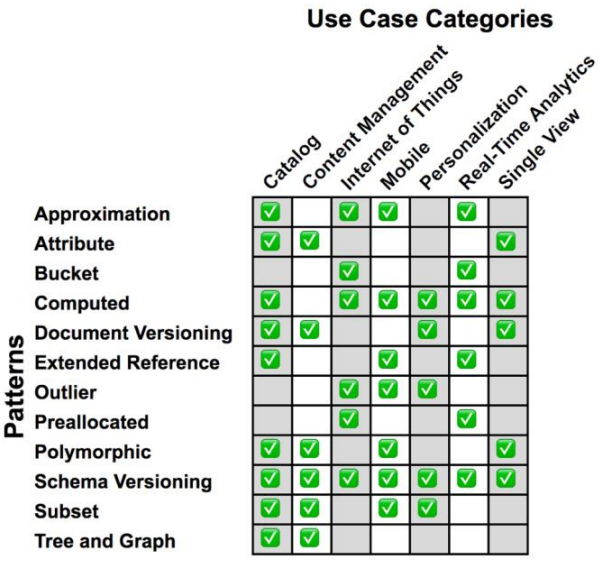 Use Case Categories
Catalog
Content Management
Internet of Things
Mobile
Personalization
Real-Time Analytics
Single View
Patterns
Approximation
Attribute
Bucket
Computed
Document Versioning
Extended Reference
Outlier
Preallocated
Polymorphic
Schema Versioning
Subset
Tree and Graph